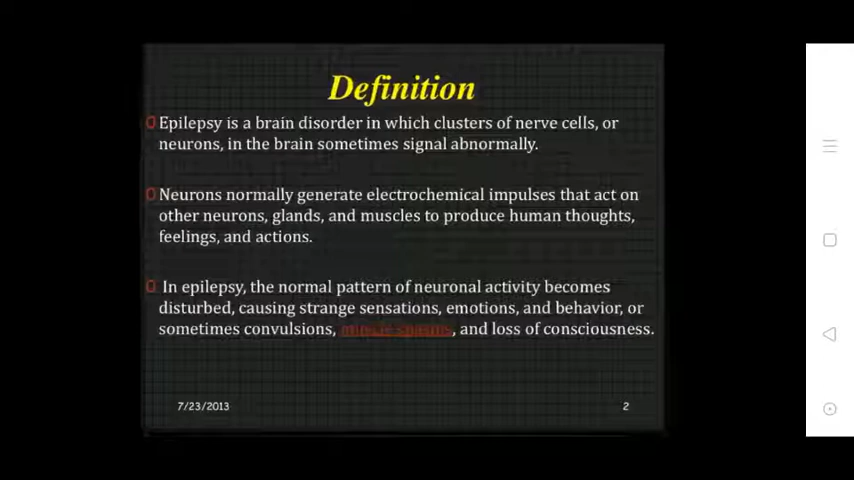 Definition
Epilepsy is a brain disorder in which clusters of nerve cells, or
neurons, in the brain sometimes signal abnormally.
Neurons normally generate electrochemical impulses that act on
other neurons, glands, and muscles to produce human thoughts,
feelings, and actions.
In epilepsy, the normal pattern of neuronal activity becomes
disturbed, causing strange sensations, emotions, and behavior, or
sometimes convulsions, muscle spasms, and loss of consciousness.
7/23/2013
2